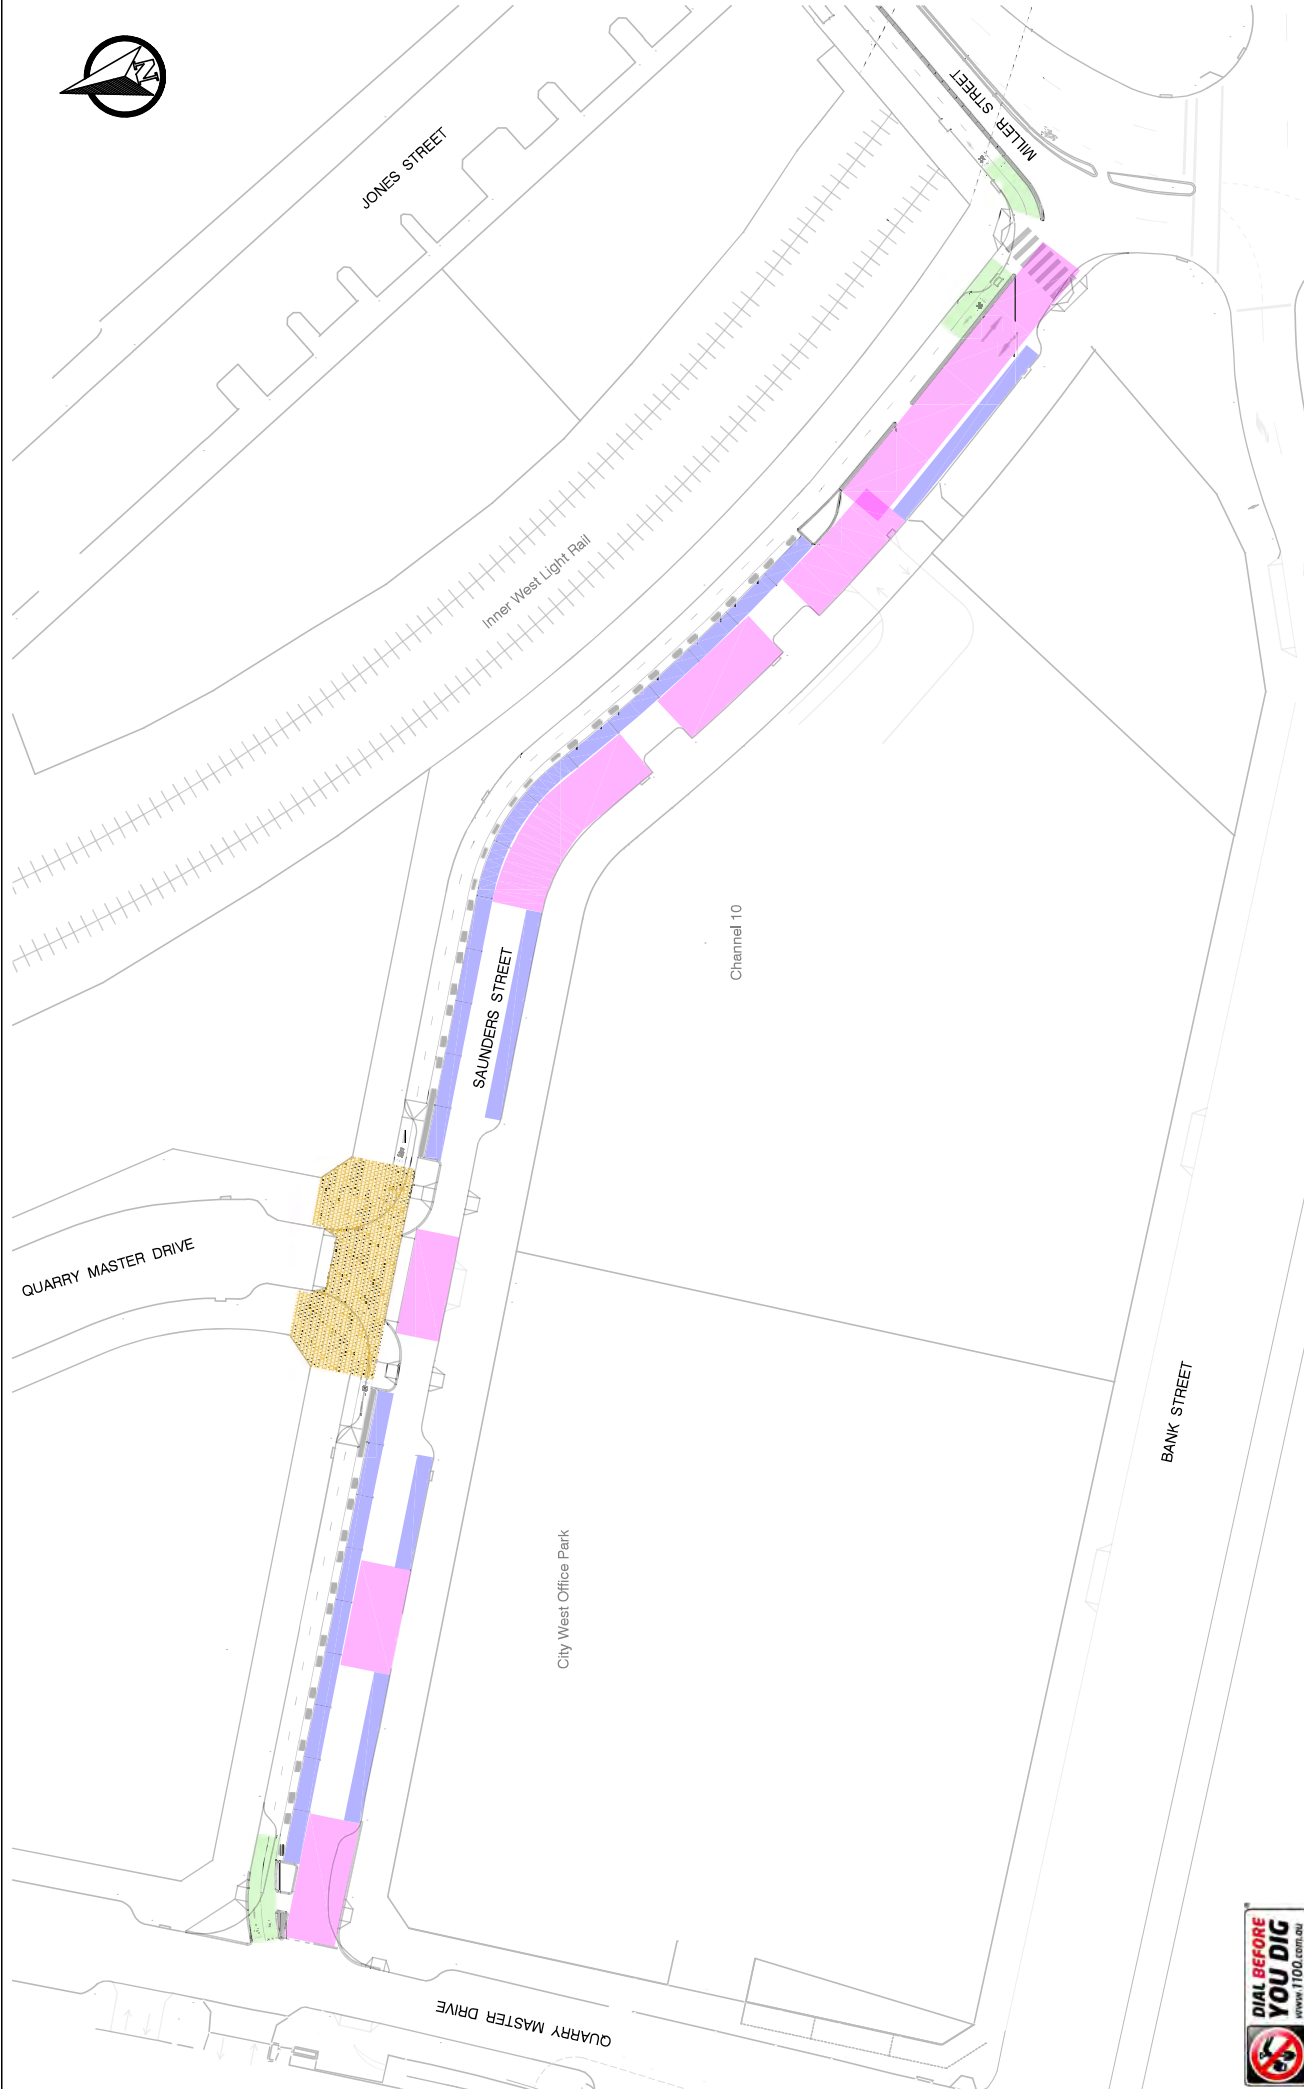 N
MILLER STREET
JONES STREET
Inner West Light Rail
Channel 10
SAUNDERS STREET
QUARRY MASTER DRIVE
BANK STREET
City West Office Park
QUARRY MASTER DRIVE
DIAL BEFORE
YOU DIG
www.1100.com.au